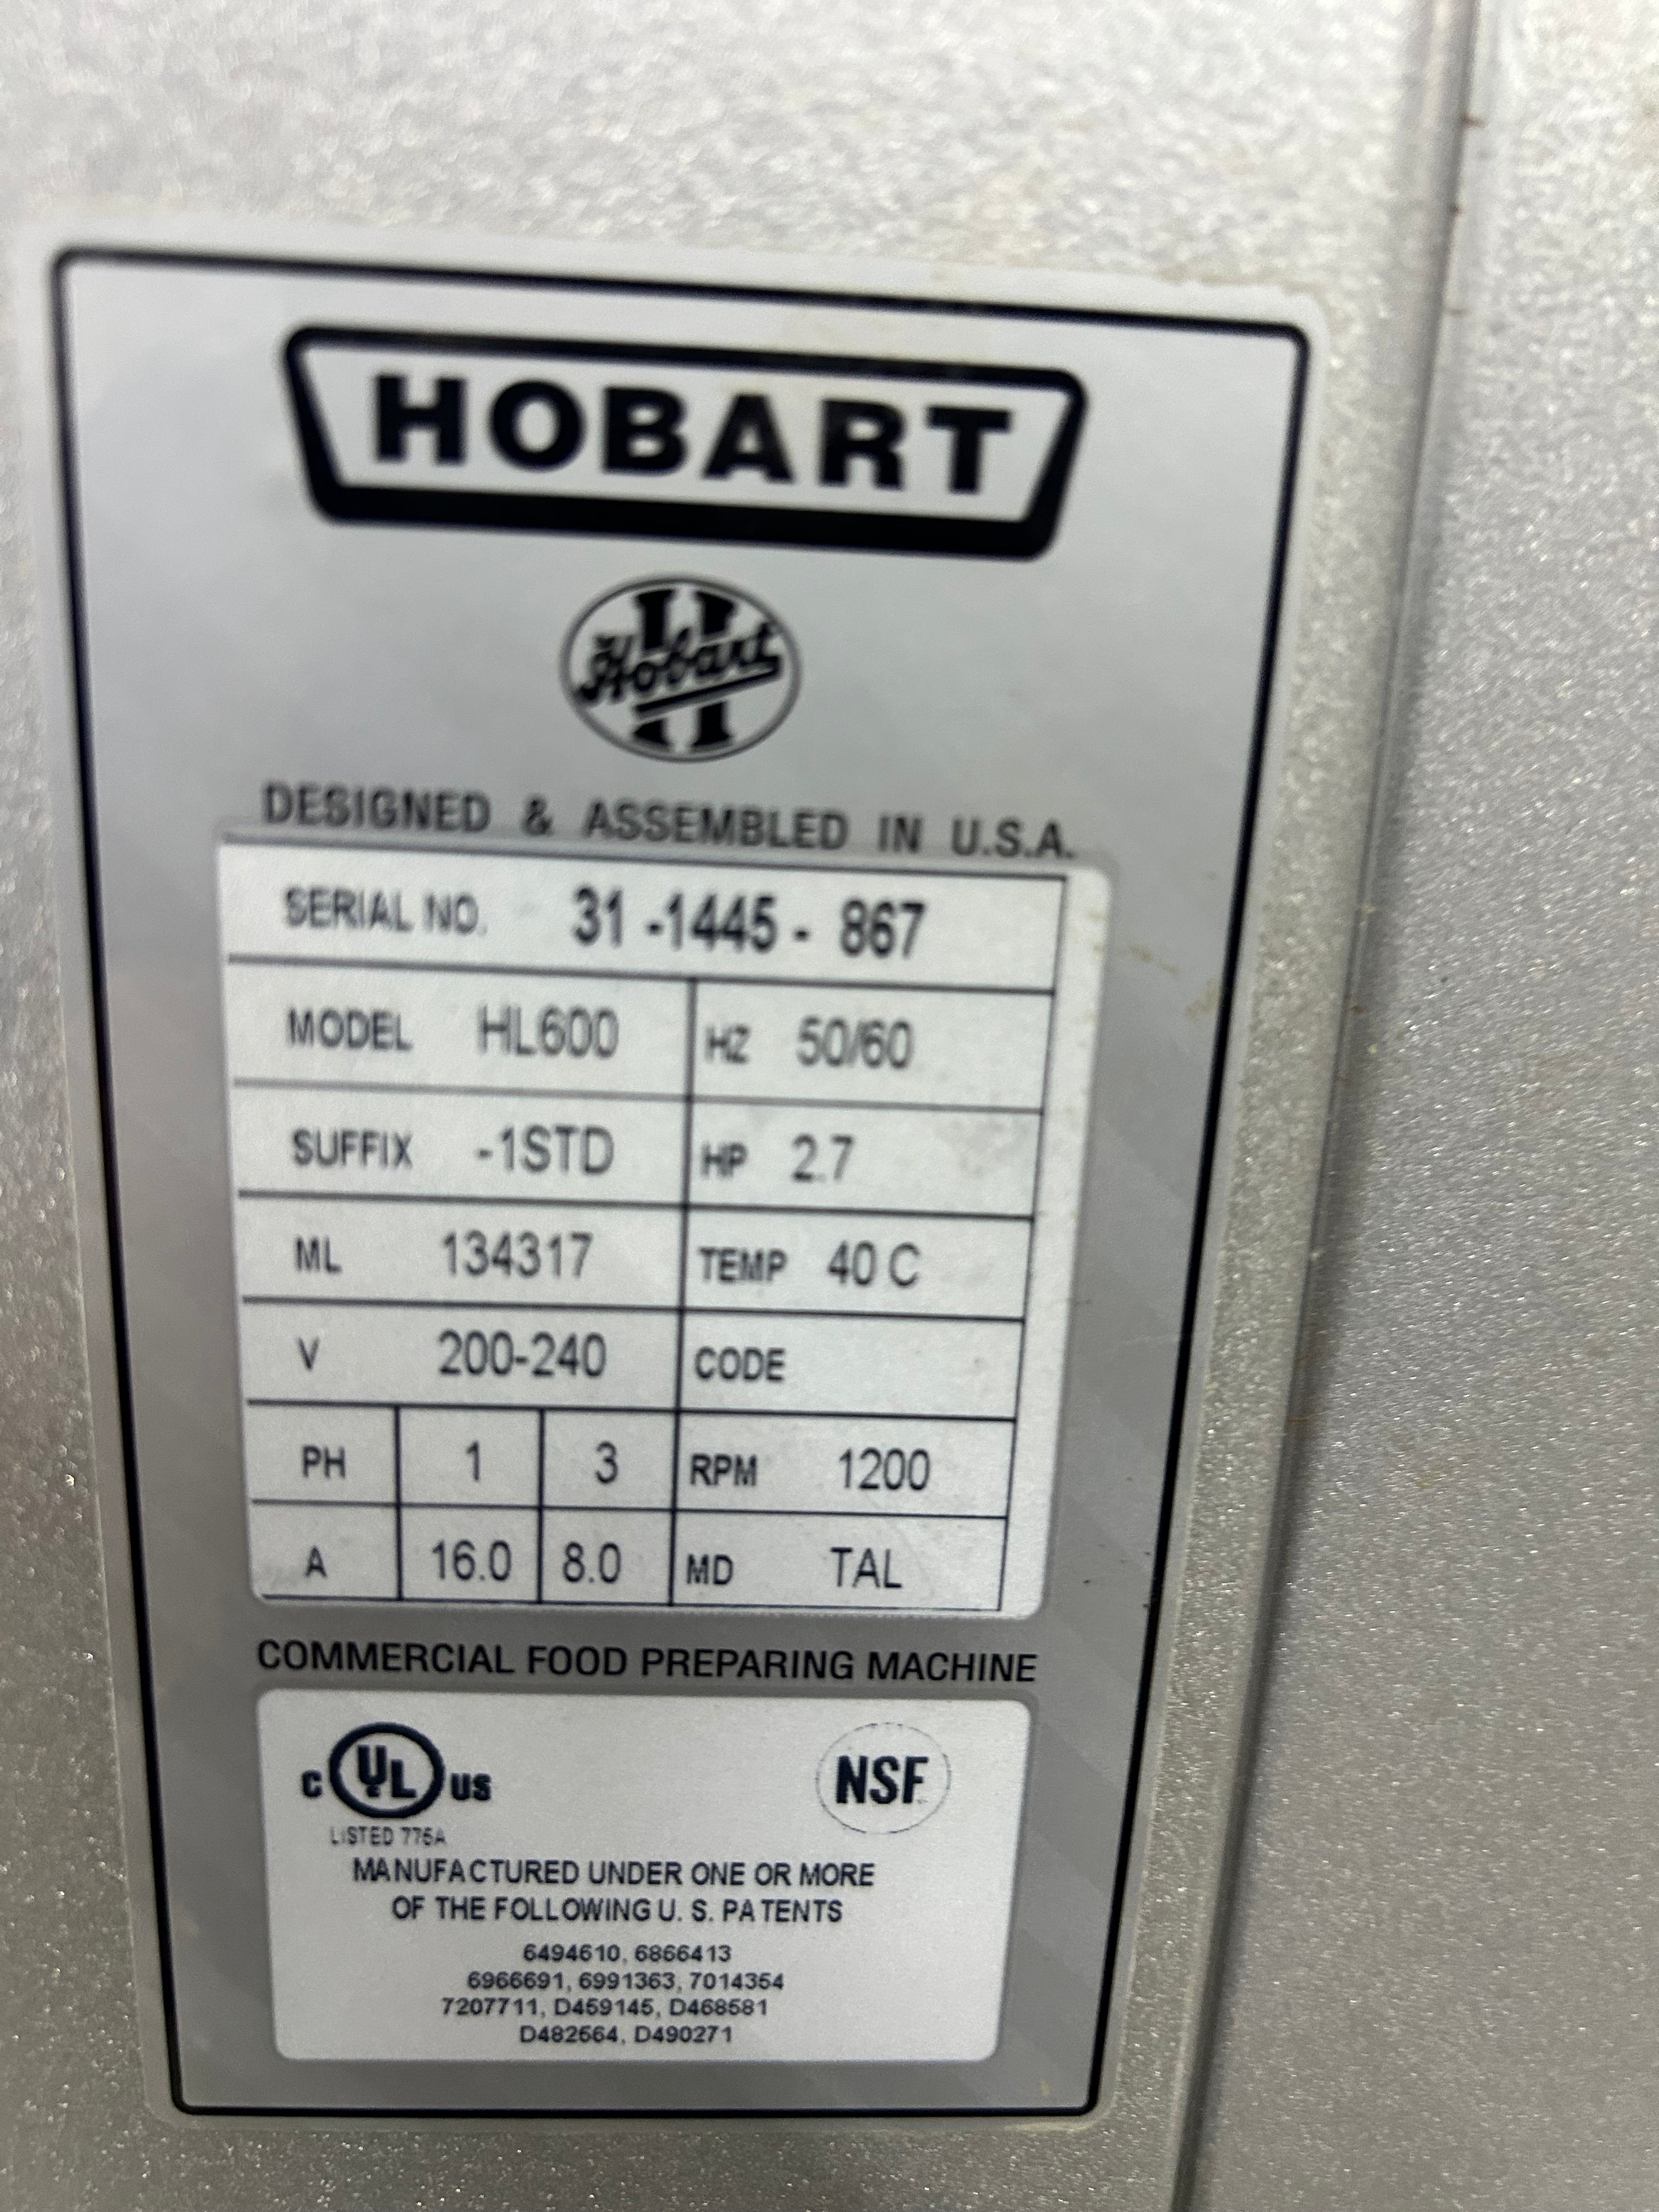 HOBART
Hobart
DESIGNED & ASSEMBLED IN U.S.A.
SERIAL NO. 31 -1445 - 867
MODEL HL600 HZ 50/60
SUFFIX -1STD HP 2.7
ML 134317 TEMP 40 C
V 200-240 CODE
PH 1 3 RPM 1200
A 16.0 8.0 MD TAL
COMMERCIAL FOOD PREPARING MACHINE
C UL US NSF
LISTED 776A
MANUFACTURED UNDER ONE OR MORE
OF THE FOLLOWING U. S. PATENTS
6494610, 6866413
6966691, 6991363, 7014354
7207711, D459145, D468581
D482564, D490271